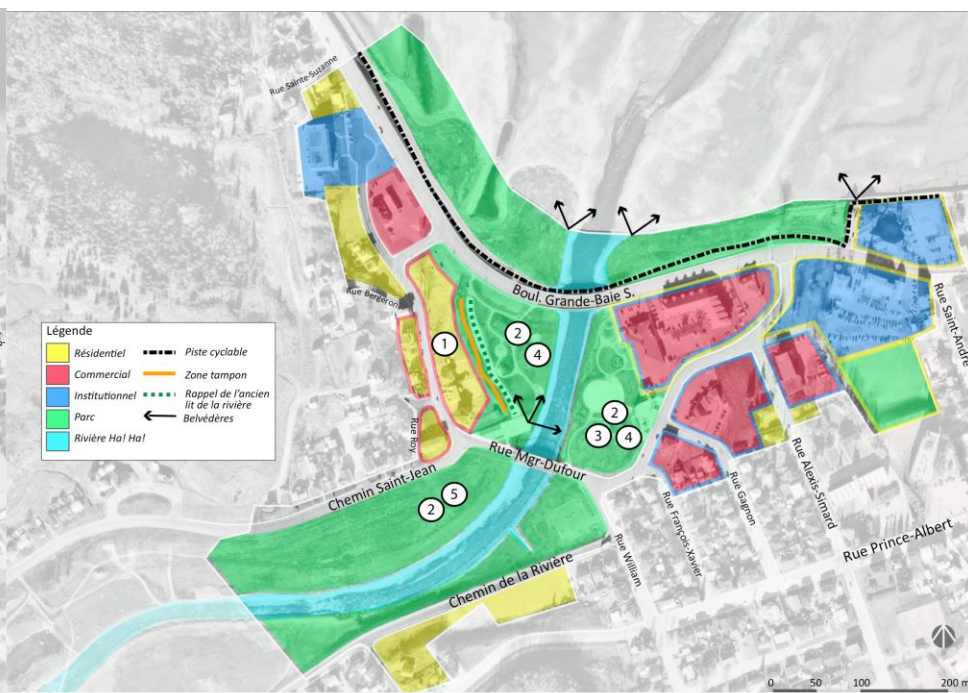 Rue Sainte-Suzanne
Boul. Grande-Baie S.
Rue Bergeron
Rue Saint-André
Légende
Résidentiel
Commercial
Institutionnel
Parc
Rivière Ha! Ha!
Piste cyclable
Zone tampon
Rappel de l'ancien
lit de la rivière
Belvédères
1
2
4
2
3
4
Rue Roy
Rue Mgr-Dufour
Chemin Saint-Jean
5
2
Rue Alexis-Simard
Rue Gagnon
Rue François-Xavier
Rue William
Rue Prince-Albert
Chemin de la Rivière
0 50 100 200 m